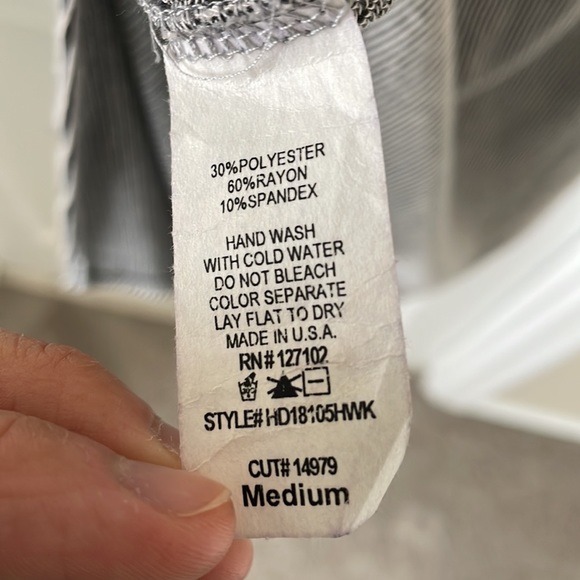 30%POLYESTER
60%RAYON
10%SPANDEX
HAND WASH
WITH COLD WATER
DO NOT BLEACH
COLOR SEPARATE
LAY FLAT TO DRY
MADE IN U.S.A.
RN# 127102
STYLE# HD18105HWK
CUT# 14979
Medium